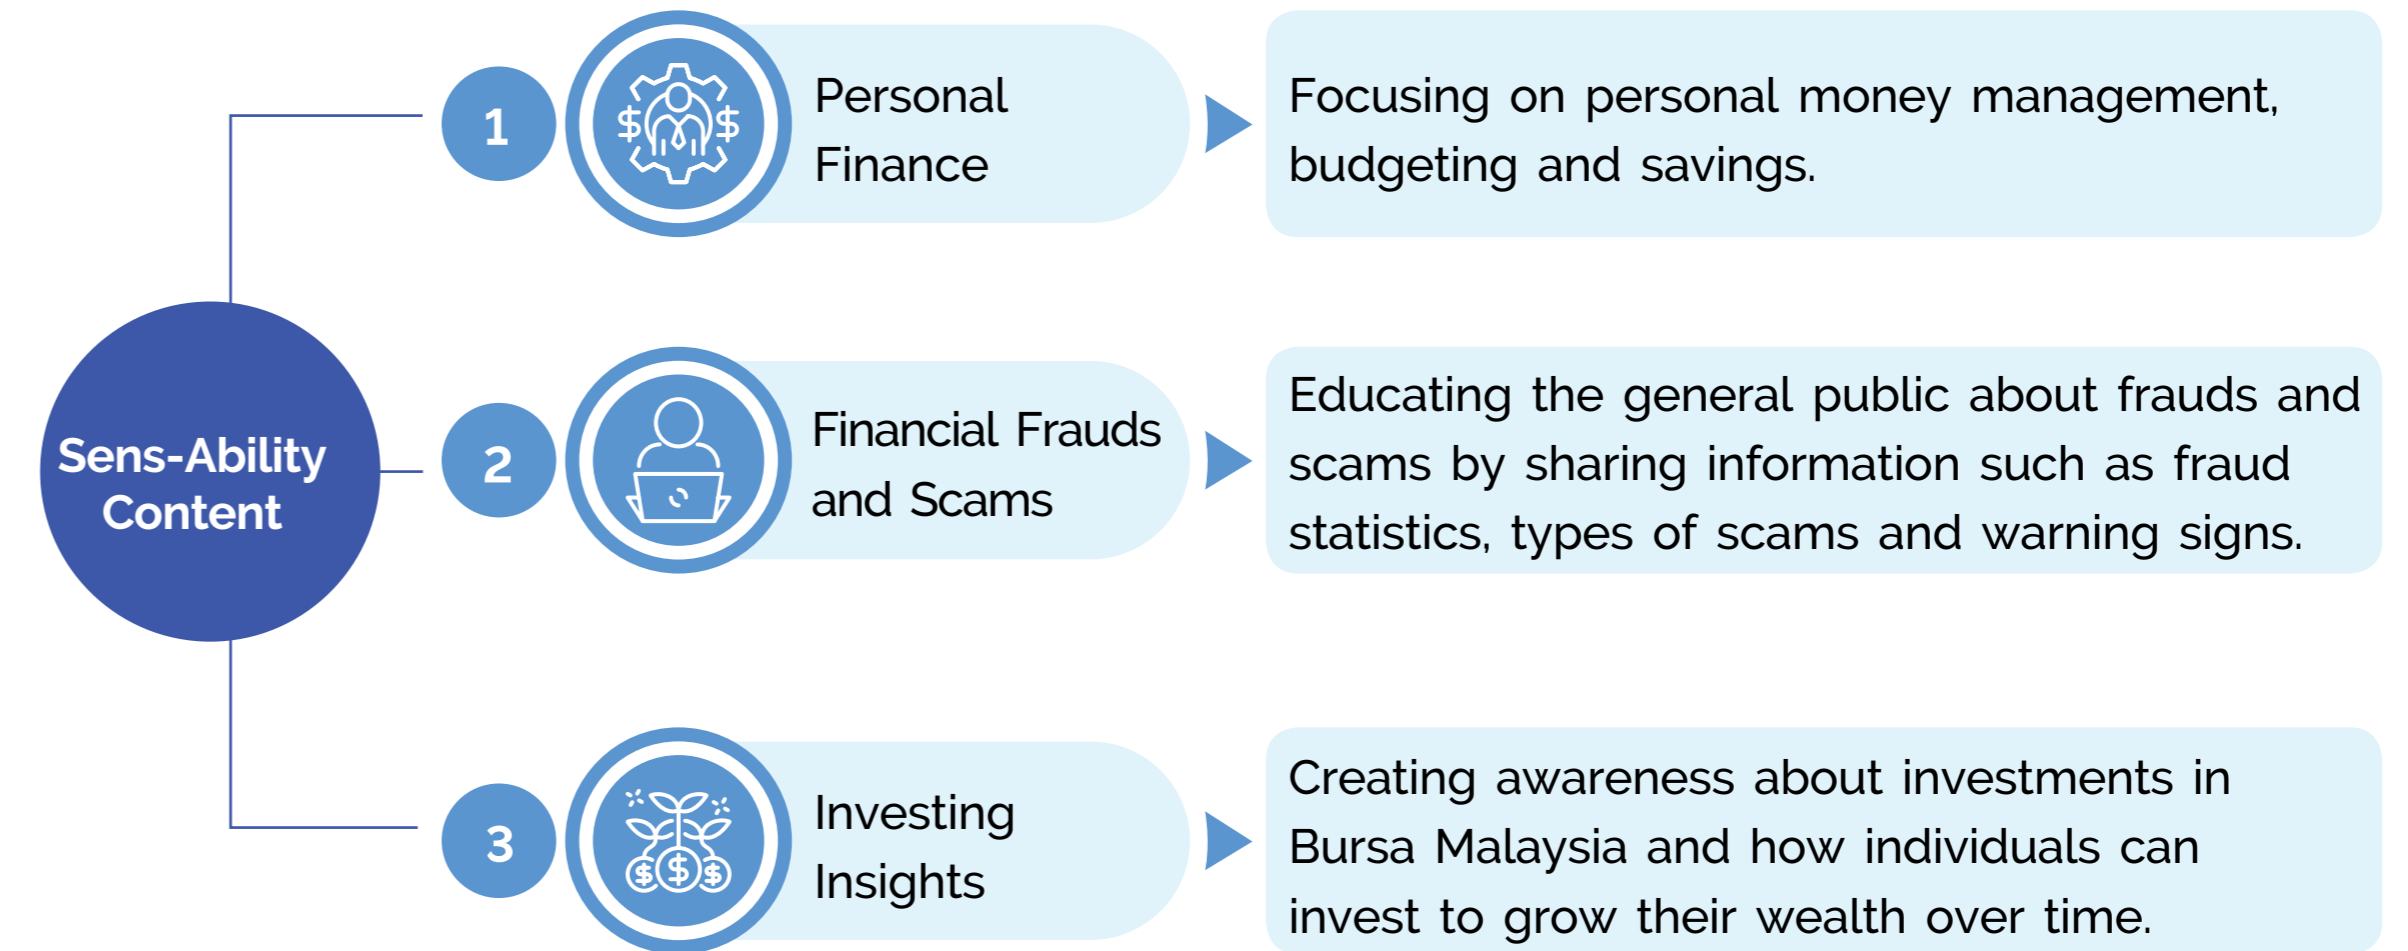 Sens-Ability
Content
1
Personal
Finance
Focusing on personal money management,
budgeting and savings.
2
Financial Frauds
and Scams
Educating the general public about frauds and
scams by sharing information such as fraud
statistics, types of scams and warning signs.
3
Investing
Insights
Creating awareness about investments in
Bursa Malaysia and how individuals can
invest to grow their wealth over time.